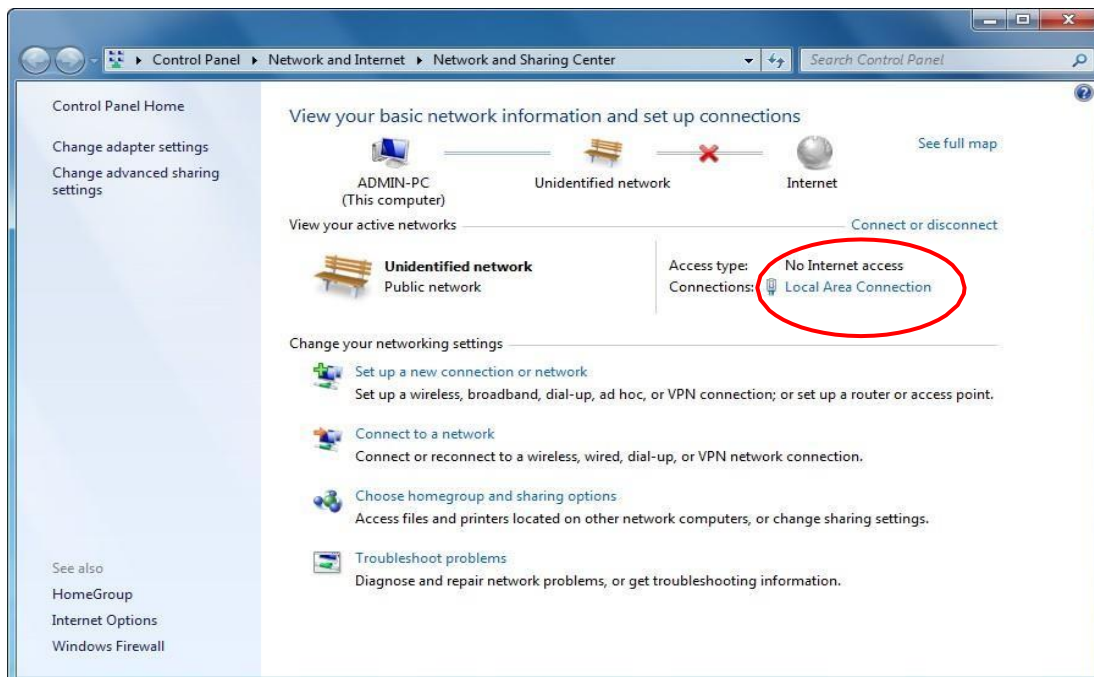 Control Panel ▸ Network and Internet ▸ Network and Sharing Center
Search Control Panel
Control Panel Home
Change adapter settings
Change advanced sharing
settings
View your basic network information and set up connections
See full map
ADMIN-PC
(This computer)
Unidentified network
Internet
View your active networks
Connect or disconnect
Unidentified network
Public network
Access type: No Internet access
Connections: Local Area Connection
Change your networking settings
Set up a new connection or network
Set up a wireless, broadband, dial-up, ad hoc, or VPN connection; or set up a router or access point.
Connect to a network
Connect or reconnect to a wireless, wired, dial-up, or VPN network connection.
Choose homegroup and sharing options
Access files and printers located on other network computers, or change sharing settings.
Troubleshoot problems
Diagnose and repair network problems, or get troubleshooting information.
See also
HomeGroup
Internet Options
Windows Firewall